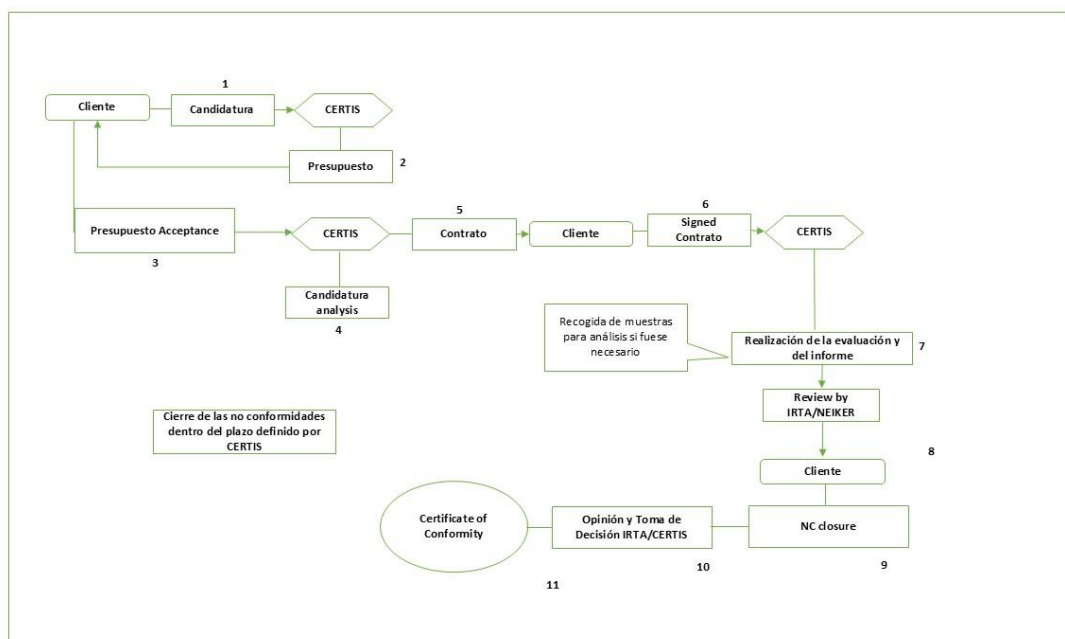 1
Cliente
Candidatura
CERTIS
Presupuesto
2
5
6
Presupuesto Acceptance
CERTIS
Contrato
Cliente
Signed
Contrato
CERTIS
3
Candidatura
analysis
4
Recogida de muestras
para análisis si fuese
necesario
Realización de la evaluación y
del informe
7
Review by
IRTA/NEIKER
Cierre de las no conformidades
dentro del plazo definido por
CERTIS
8
Cliente
Certificate of
Conformity
Opinión y Toma de
Decisión IRTA/CERTIS
NC closure
9
10
11